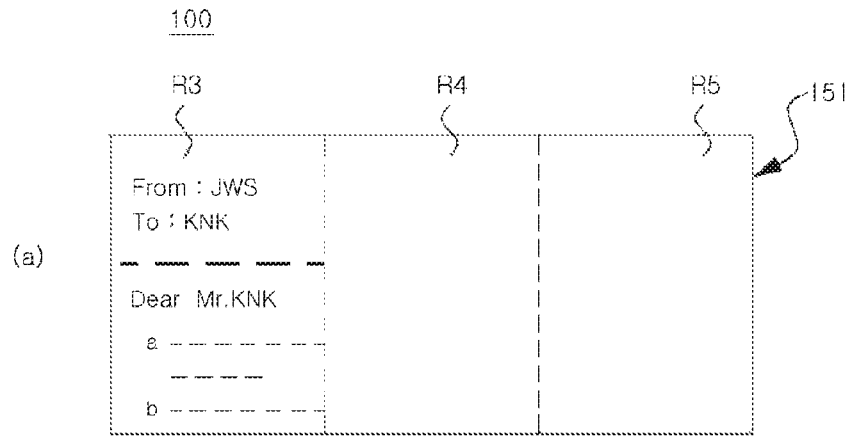 100
R3 R4 R5 151
From : JWS
To : KNK
(a)
Dear Mr.KNK
a
b